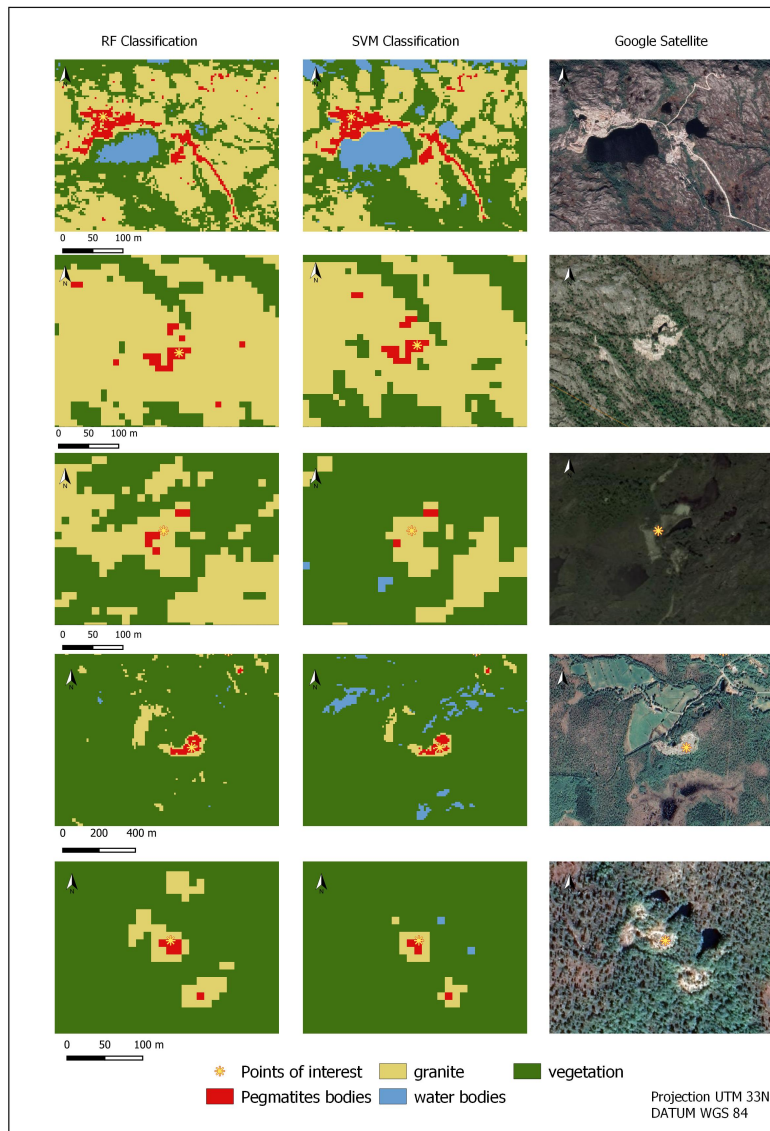 RF Classification
SVM Classification
Google Satellite
N
N
N
0 50 100 m
N
N
N
0 50 100 m
N
N
N
0 50 100 m
N
N
N
0 200 400 m
N
N
N
0 50 100 m
Points of interest
granite
vegetation
Pegmatites bodies
water bodies
Projection UTM 33N
DATUM WGS 84